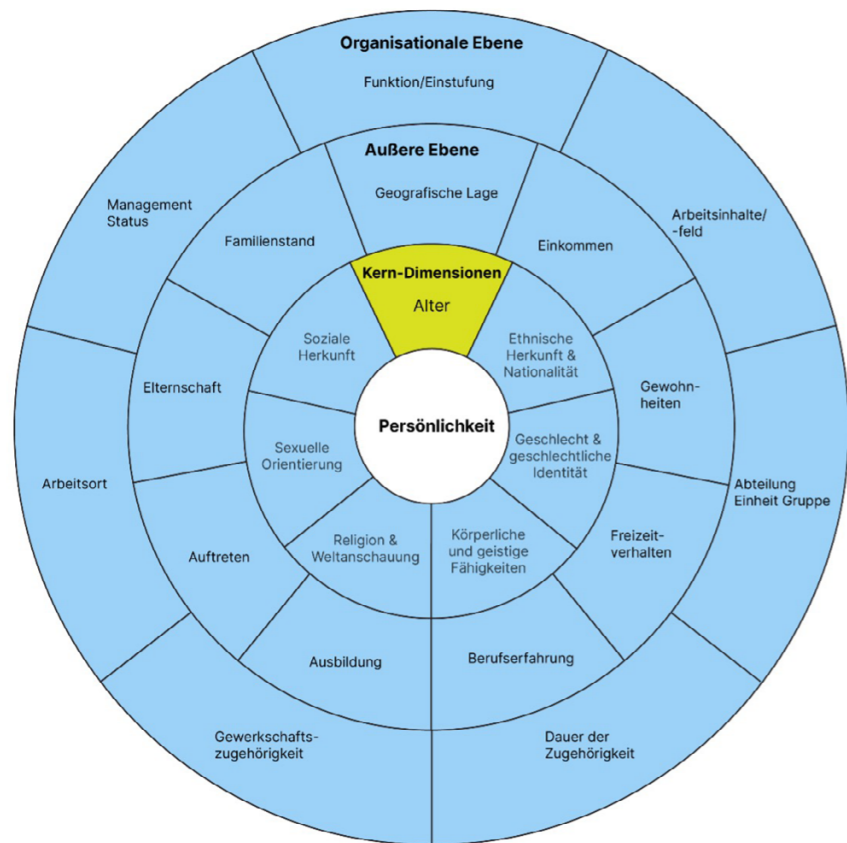 Organisationale Ebene
Funktion/Einstufung
Äußere Ebene
Geografische Lage
Management
Status
Arbeitsinhalte/
-feld
Familienstand
Einkommen
Kern-Dimensionen
Alter
Soziale
Herkunft
Ethnische
Herkunft &
Nationalität
Elternschaft
Gewohn-
heiten
Persönlichkeit
Sexuelle
Orientierung
Geschlecht &
geschlechtliche
Identität
Arbeitsort
Abteilung
Einheit Gruppe
Auftreten
Religion &
Weltanschauung
Körperliche
und geistige
Fähigkeiten
Freizeit-
verhalten
Ausbildung
Berufserfahrung
Gewerkschafts-
zugehörigkeit
Dauer der
Zugehörigkeit